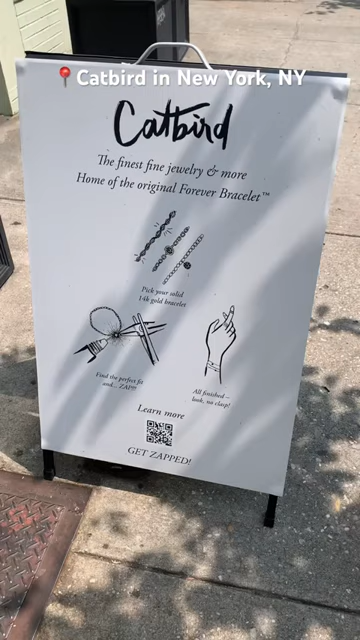 📍 Catbird in New York, NY
Catbird
The finest fine jewelry & more
Home of the original Forever Bracelet™
Pick your solid
14k gold bracelet
Find the perfect fit
and... ZAP!
All finished –
look, no clasp!
Learn more
GET ZAPPED!